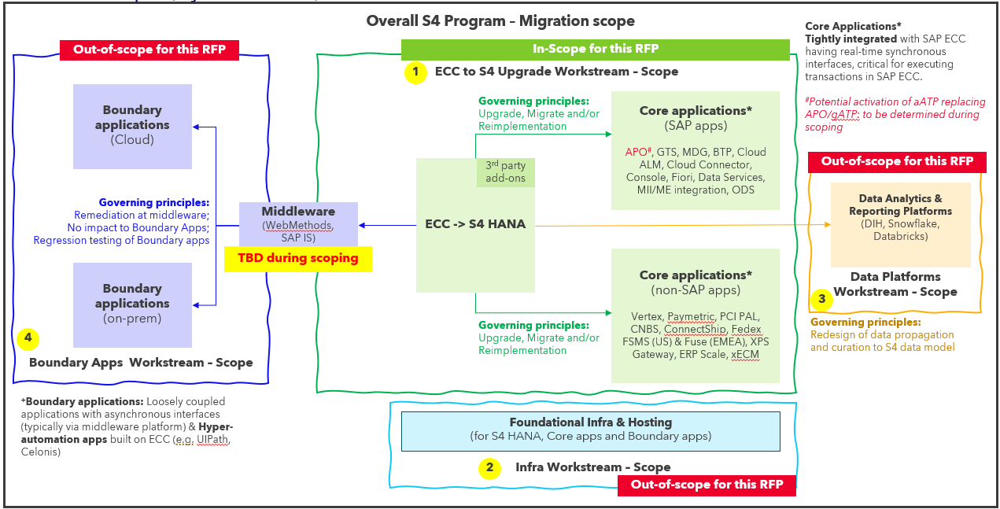 Overall S4 Program – Migration scope
Out-of-scope for this RFP
Boundary
applications
(Cloud)
Governing principles:
Remediation at middleware;
No impact to Boundary Apps;
Regression testing of Boundary apps
Boundary
applications
(on-prem)
4
Boundary Apps Workstream – Scope
+Boundary applications: Loosely coupled
applications with asynchronous interfaces
(typically via middleware platform) & Hyper-
automation apps built on ECC (e.g. UIPath,
Celonis)
Middleware
(WebMethods,
SAP IS)
TBD during scoping
In-Scope for this RFP
1
ECC to S4 Upgrade Workstream – Scope
Governing principles:
Upgrade, Migrate and/or
Reimplementation
3rd party
add-ons
ECC -> S4 HANA
Governing principles:
Upgrade, Migrate and/or
Reimplementation
Core applications*
(SAP apps)
APO#, GTS, MDG, BTP, Cloud
ALM, Cloud Connector,
Console, Fiori, Data Services,
MII/ME integration, ODS
Core applications*
(non-SAP apps)
Vertex, Paymetric, PCI PAL,
CNBS, ConnectShip, Fedex
FSMS (US) & Fuse (EMEA), XPS
Gateway, ERP Scale, xECM
Foundational Infra & Hosting
(for S4 HANA, Core apps and Boundary apps)
2
Infra Workstream – Scope
Out-of-scope for this RFP
Core Applications*
Tightly integrated with SAP ECC
having real-time synchronous
interfaces, critical for executing
transactions in SAP ECC.
#Potential activation of aATP replacing
APO/gATP; to be determined during
scoping
Out-of-scope for this RFP
Data Analytics &
Reporting Platforms
(DIH, Snowflake,
Databricks)
Data Platforms
Workstream – Scope
3
Governing principles:
Redesign of data propagation
and curation to S4 data model